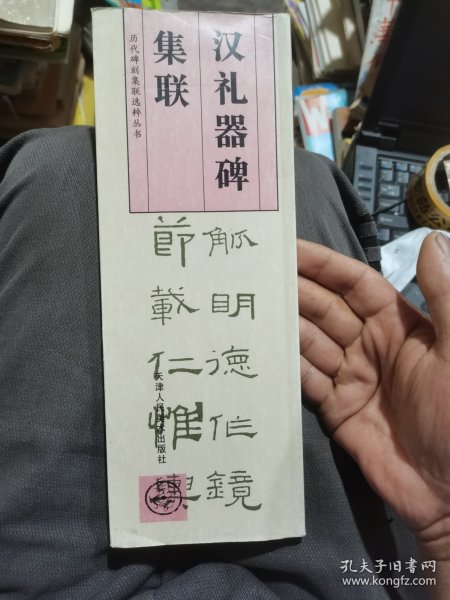 历代碑刻集联选粹丛书
汉礼器碑
集联
觚明德作镜
節載仁惟輿
天津人民美术出版社
孔夫子旧书网
www.kongfz.com